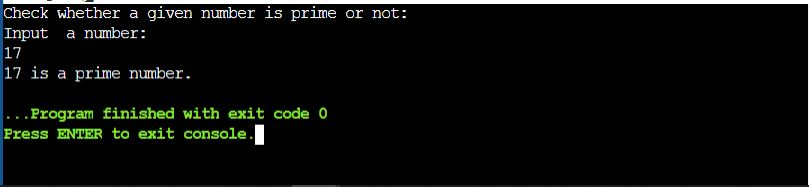 Check whether a given number is prime or not:
Input  a number:
17
17 is a prime number.
...Program finished with exit code 0
Press ENTER to exit console.